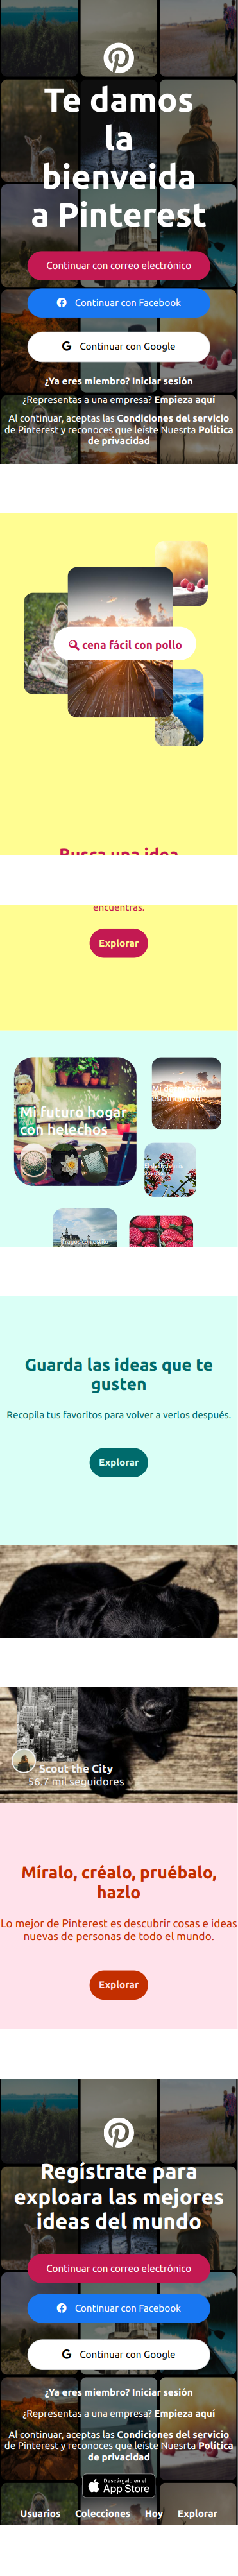 Te damos
la
bienveida
a Pinterest
Continuar con correo electrónico
Continuar con Facebook
Continuar con Google
¿Ya eres miembro? Iniciar sesión
¿Representas a una empresa? Empieza aquí
Al continuar, aceptas las Condiciones del servicio
de Pinterest y reconoces que leíste Nuesrta Política
de privacidad
cena fácil con pollo
Busca una idea
encuentras.
Explorar
Mi futuro hogar
con helechos
Guarda las ideas que te
gusten
Recopila tus favoritos para volver a verlos después.
Explorar
Scout the City
56.7 mil seguidores
Míralo, créalo, pruébalo,
hazlo
Lo mejor de Pinterest es descubrir cosas e ideas
nuevas de personas de todo el mundo.
Explorar
Regístrate para
exploara las mejores
ideas del mundo
Continuar con correo electrónico
Continuar con Facebook
Continuar con Google
¿Ya eres miembro? Iniciar sesión
¿Representas a una empresa? Empieza aquí
Al continuar, aceptas las Condiciones del servicio
de Pinterest y reconoces que leíste Nuesrta Política
de privacidad
Descárgalo en el
App Store
Usuarios Colecciones Hoy Explorar